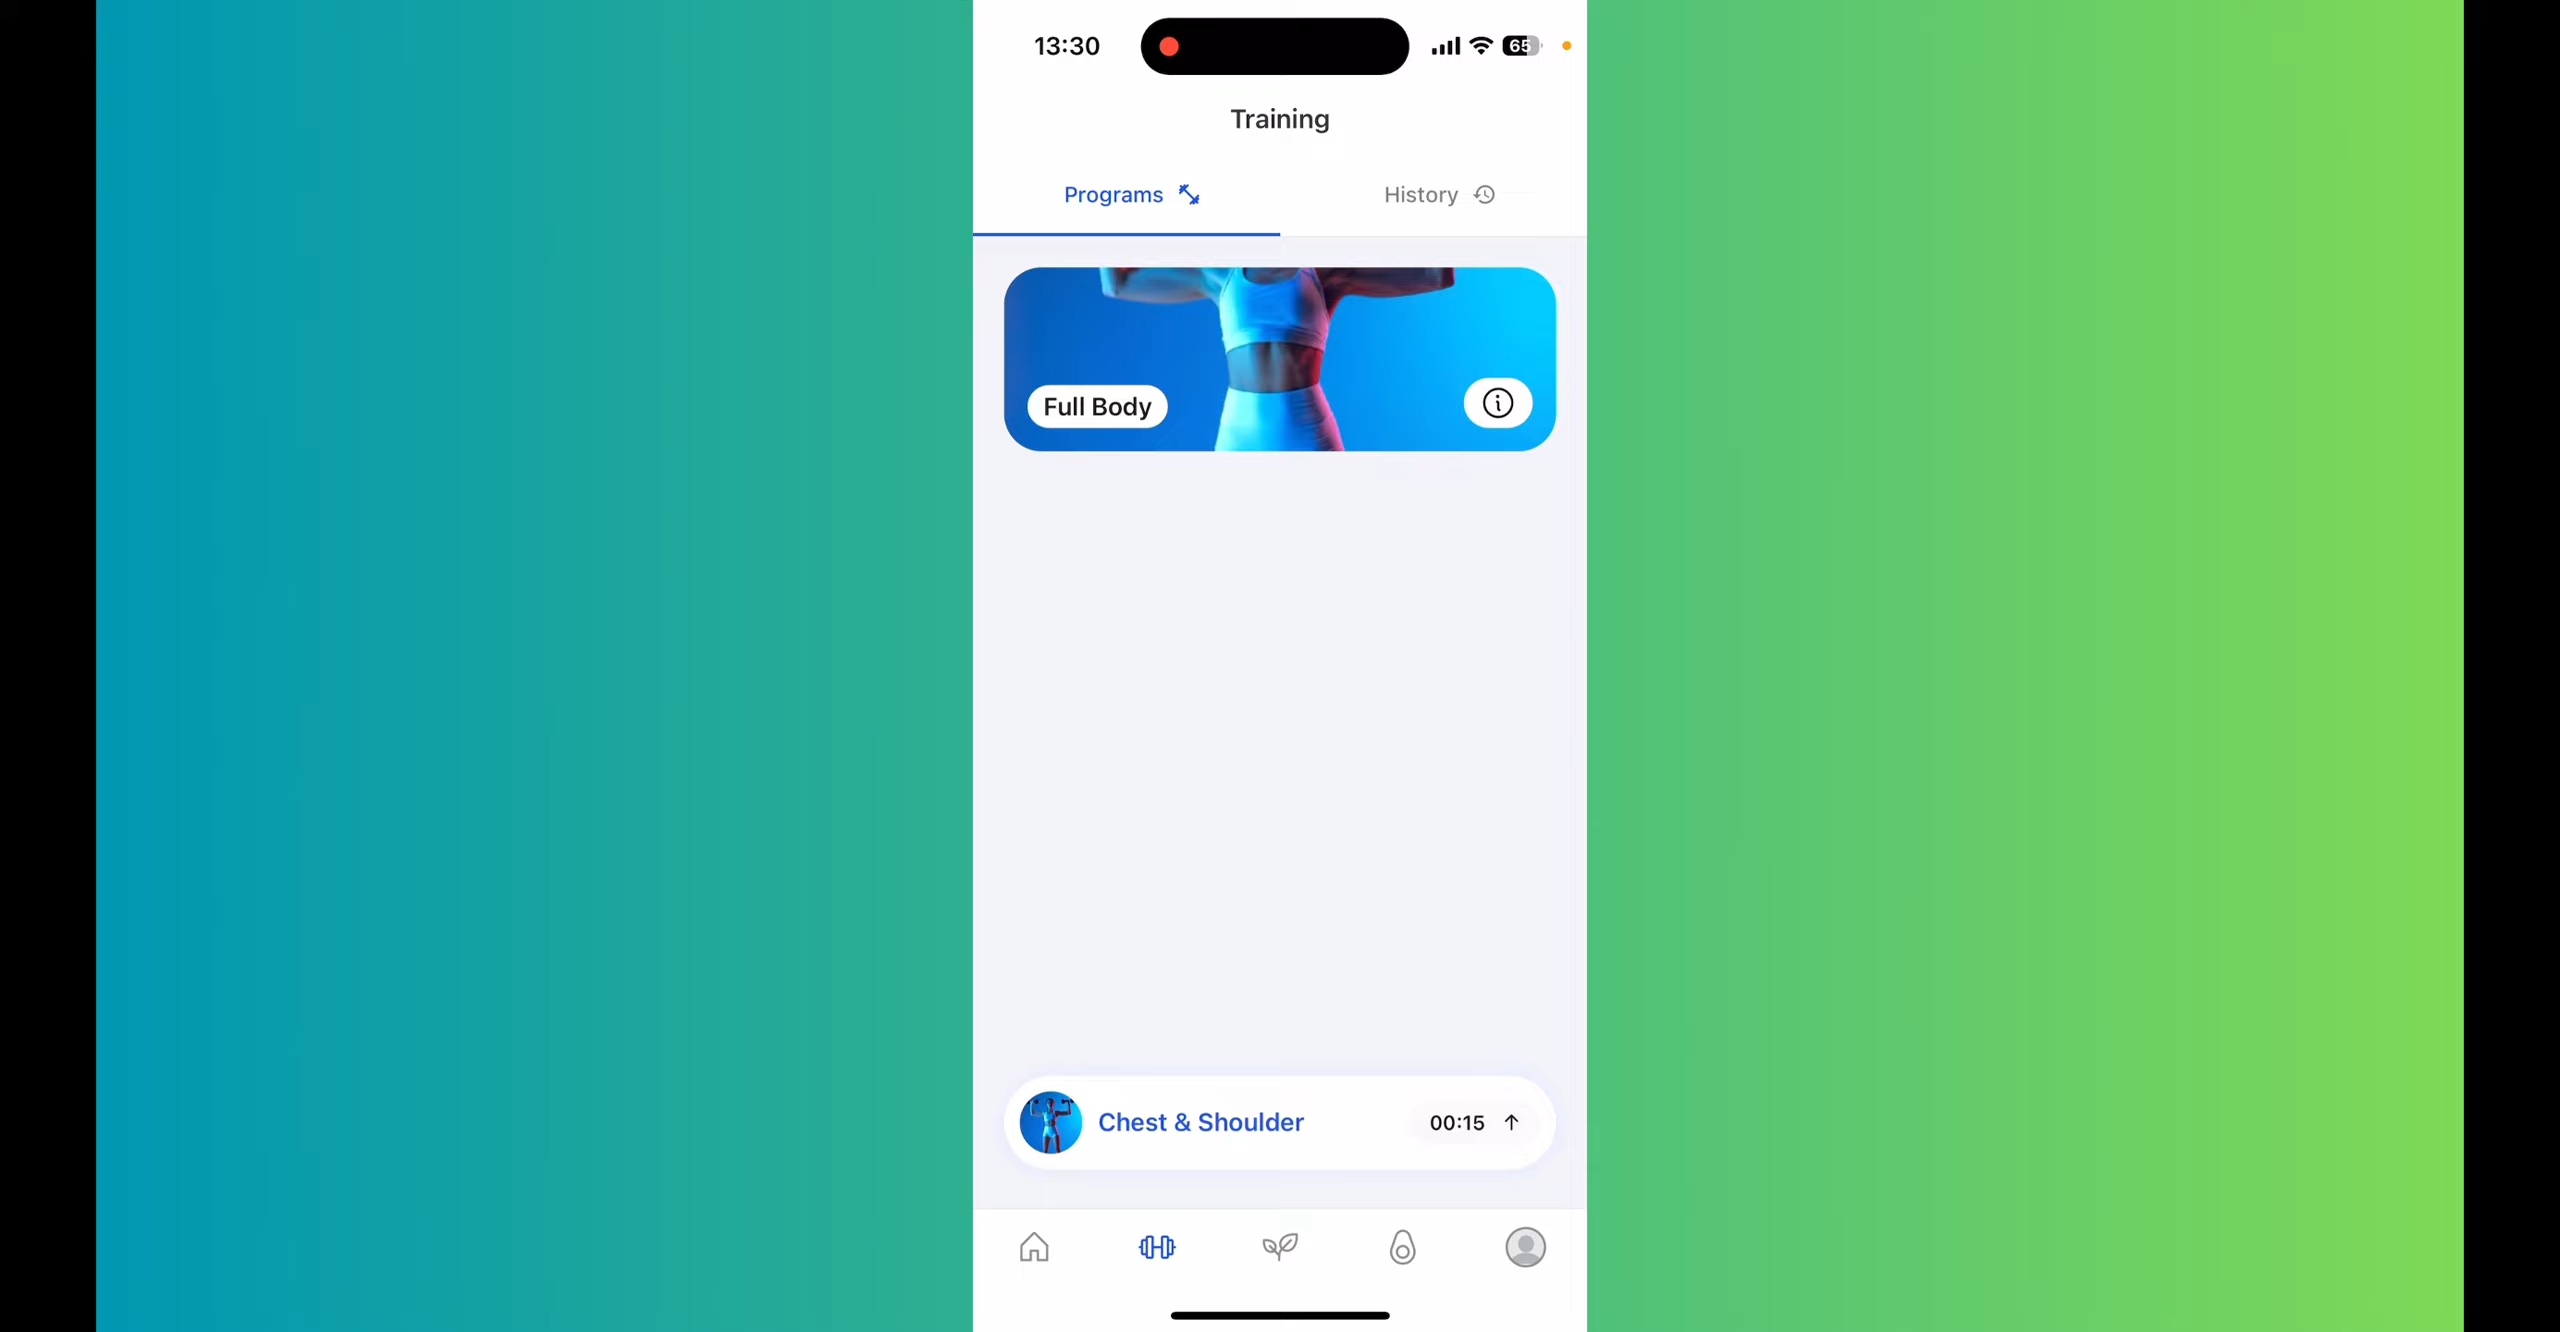 13:30
65
Training
Programs
History
Full Body
Chest & Shoulder
00:15